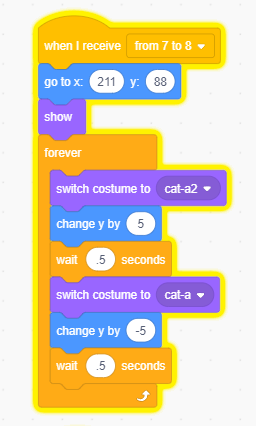 when I receive from 7 to 8
go to x: 211 y: 88
show
forever
switch costume to cat-a2
change y by 5
wait .5 seconds
switch costume to cat-a
change y by -5
wait .5 seconds